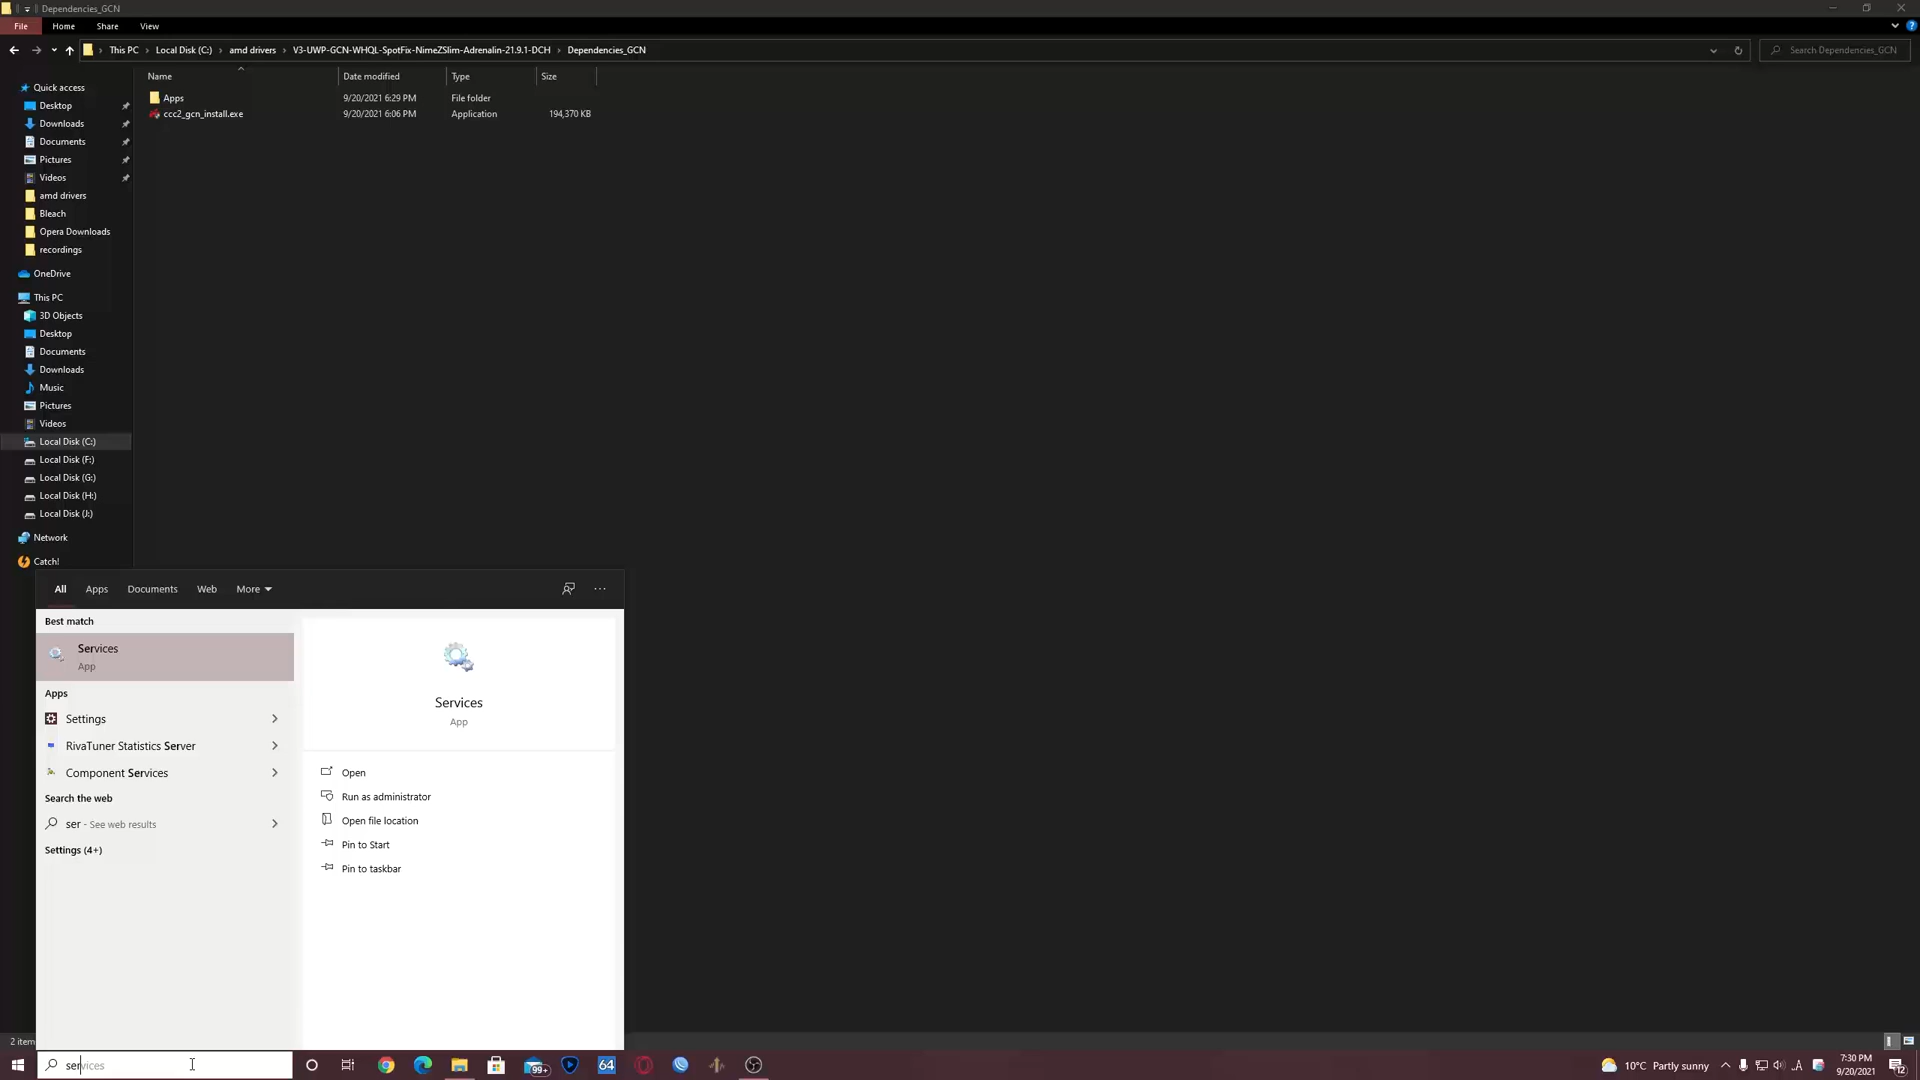 Dependencies_GCN
File Home Share View
This PC Local Disk (C:) amd drivers V3-UWP-GCN-WHQL-SpotFix-NimeZSlim-Adrenalin-21.9.1-DCH Dependencies_GCN
Search Dependencies_GCN
Name Date modified Type Size
Apps 9/20/2021 6:29 PM File folder
ccc2_gcn_install.exe 9/20/2021 6:06 PM Application 194,370 KB
Quick access
Desktop
Downloads
Documents
Pictures
Videos
amd drivers
Bleach
Opera Downloads
recordings
OneDrive
This PC
3D Objects
Desktop
Documents
Downloads
Music
Pictures
Videos
Local Disk (C:)
Local Disk (F:)
Local Disk (G:)
Local Disk (H:)
Local Disk (J:)
Network
Catch!
All Apps Documents Web More
Best match
Services
App
Apps
Settings
RivaTuner Statistics Server
Component Services
Search the web
ser - See web results
Settings (4+)
Services
App
Open
Run as administrator
Open file location
Pin to Start
Pin to taskbar
2 item
services
99+
64
10°C Partly sunny
7:30 PM
9/20/2021
12